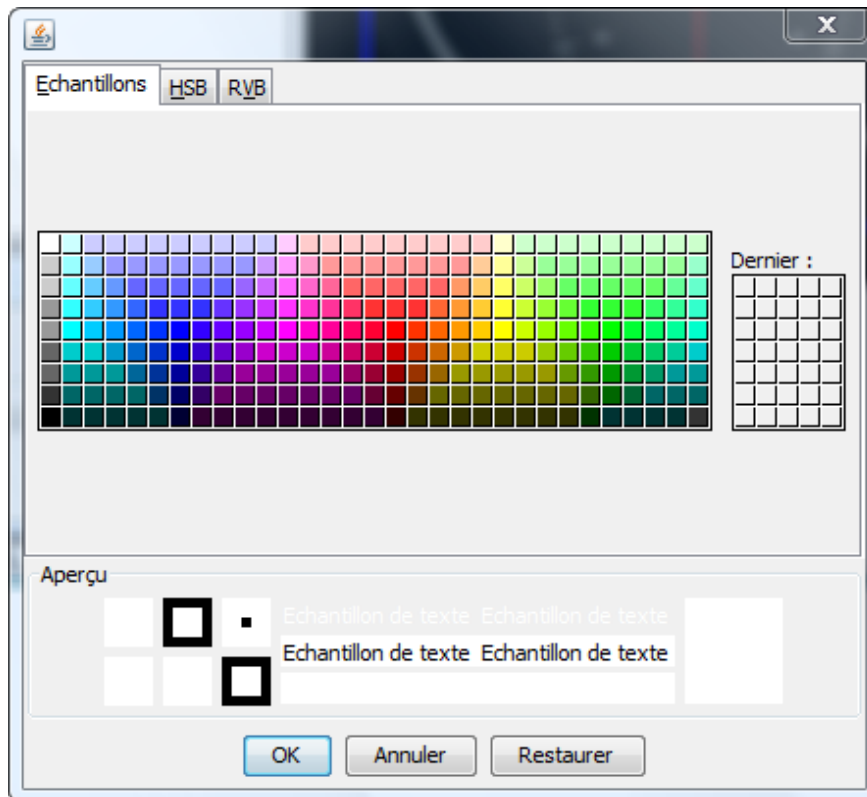 Echantillons HSB RVB
Dernier :
Aperçu
Echantillon de texte Echantillon de texte
Echantillon de texte Echantillon de texte
OK Annuler Restaurer